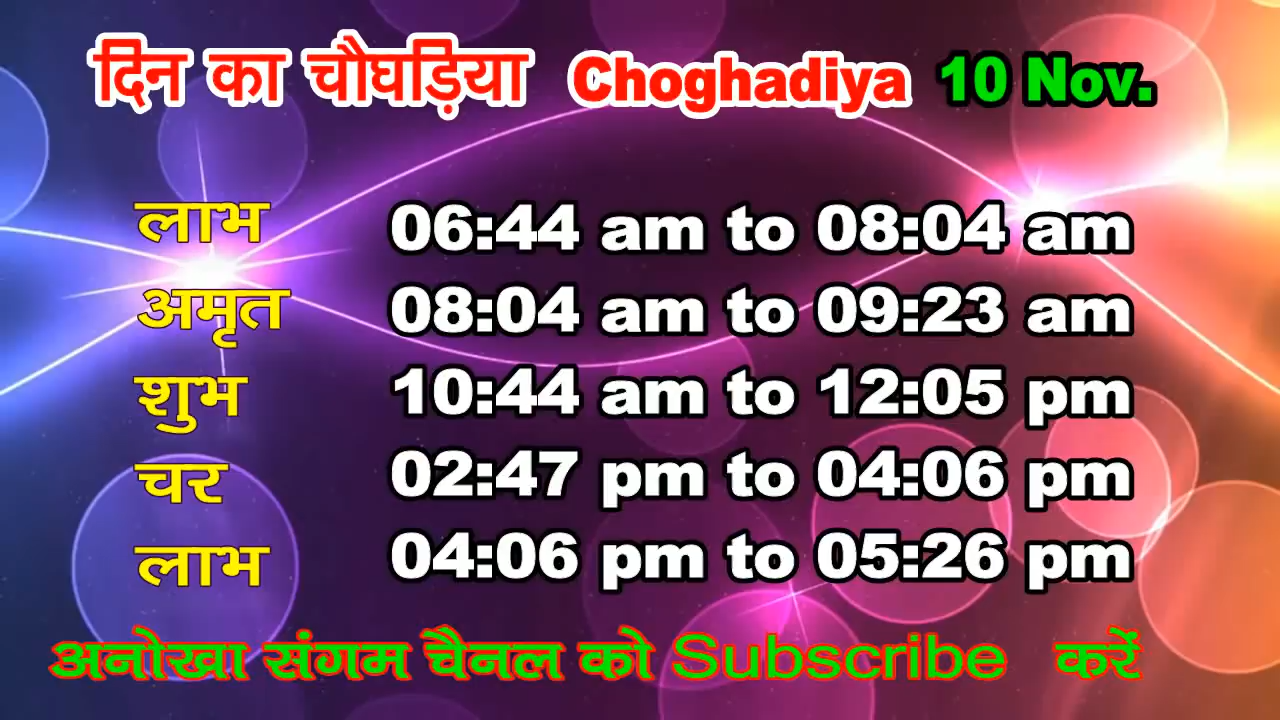 दिन का चौघड़िया Choghadiya 10 Nov.
लाभ 06:44 am to 08:04 am
अमृत 08:04 am to 09:23 am
शुभ 10:44 am to 12:05 pm
चर 02:47 pm to 04:06 pm
लाभ 04:06 pm to 05:26 pm
अनोखा संगम चैनल को Subscribe करें